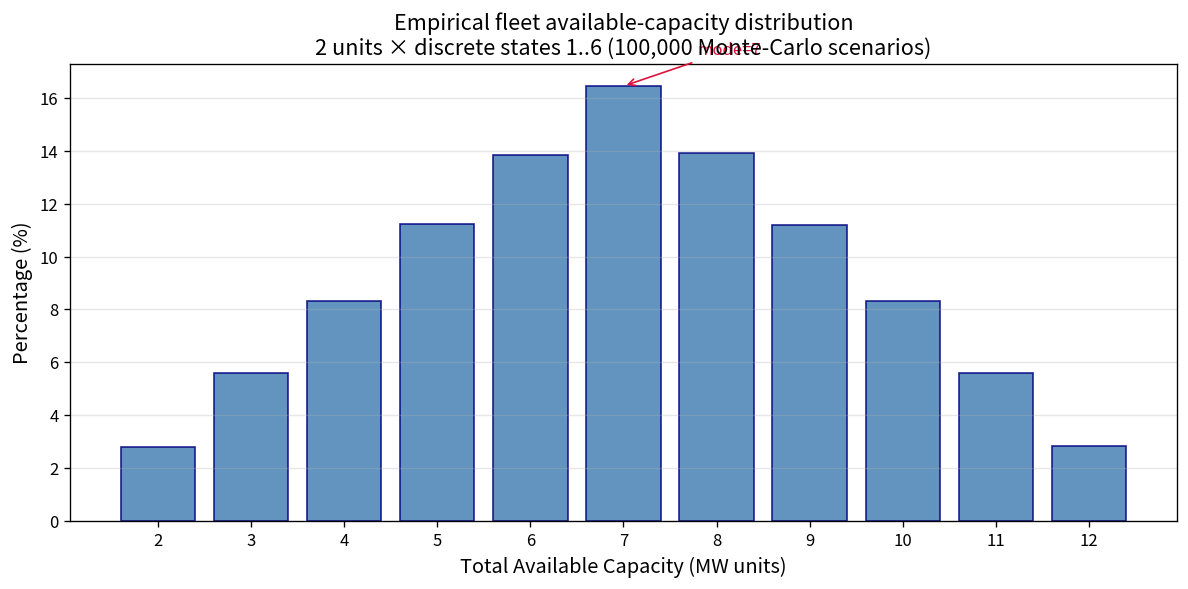 Empirical fleet available-capacity distribution
2 units × discrete states 1..6 (100,000 Monte-Carlo scenarios)
16
14
12
10
8
6
4
2
0
Percentage (%)
2 3 4 5 6 7 8 9 10 11 12
Total Available Capacity (MW units)